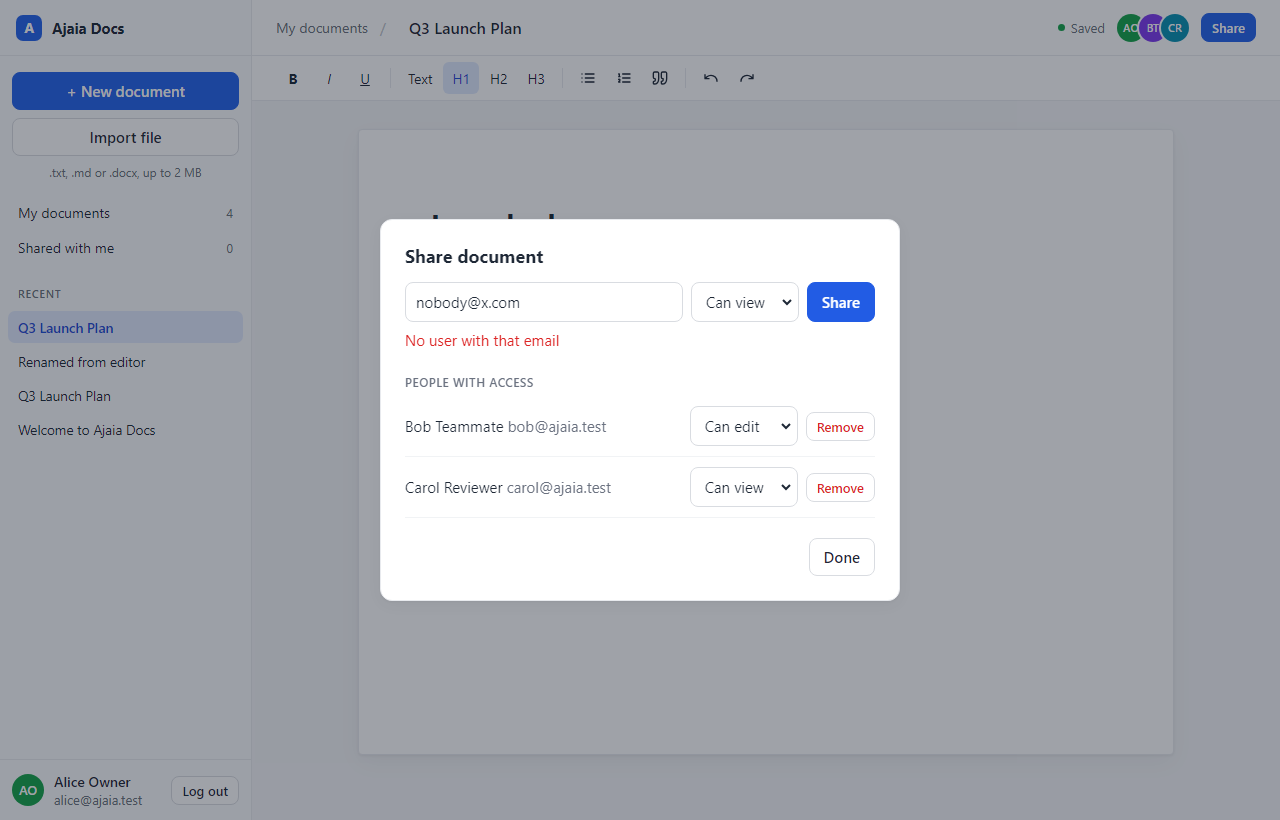 A Ajaia Docs
My documents / Q3 Launch Plan
Saved AO BT CR Share
B I U Text H1 H2 H3
+ New document
Import file
.txt, .md or .docx, up to 2 MB
My documents 4
Shared with me 0
RECENT
Q3 Launch Plan
Renamed from editor
Q3 Launch Plan
Welcome to Ajaia Docs
Share document
nobody@x.com Can view Share
No user with that email
PEOPLE WITH ACCESS
Bob Teammate bob@ajaia.test Can edit Remove
Carol Reviewer carol@ajaia.test Can view Remove
Done
AO Alice Owner
alice@ajaia.test
Log out